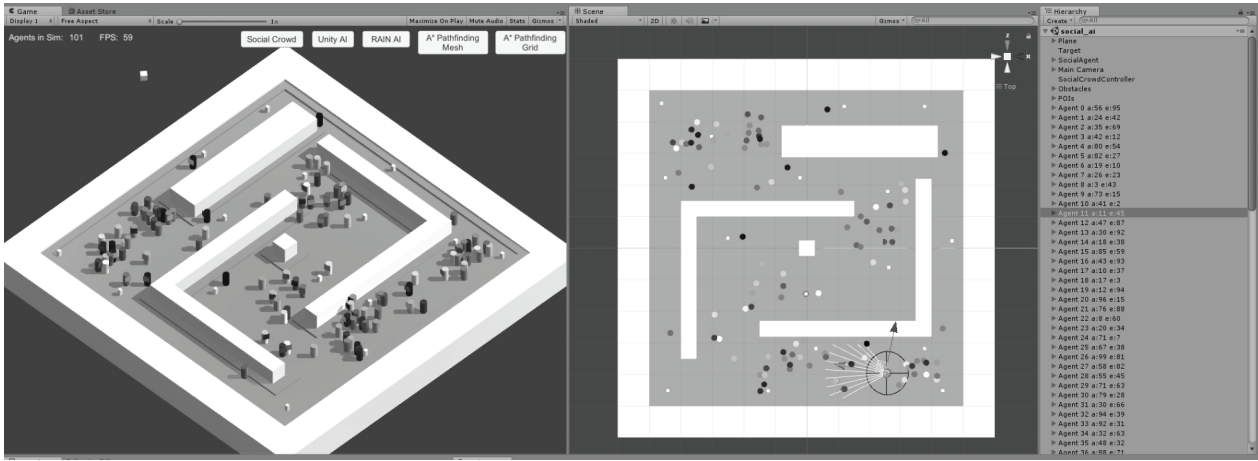 Game Asset Store
Display 1 Free Aspect Scale 1x Maximize On Play Mute Audio Stats Gizmos
Agents in Sim: 101 FPS: 59
Social Crowd
Unity AI
RAIN AI
A* Pathfinding
Mesh
A* Pathfinding
Grid
Scene
Shaded 2D Gizmos All
z
x
Top
Hierarchy
Create All
social_ai
Plane
Target
SocialAgent
Main Camera
SocialCrowdController
Obstacles
POIs
Agent 0 a:56 e:95
Agent 1 a:24 e:42
Agent 2 a:35 e:69
Agent 3 a:42 e:12
Agent 4 a:80 e:54
Agent 5 a:82 e:27
Agent 6 a:19 e:10
Agent 7 a:26 e:23
Agent 8 a:3 e:43
Agent 9 a:73 e:15
Agent 10 a:41 e:2
Agent 11 a:11 e:45
Agent 12 a:47 e:87
Agent 13 a:30 e:92
Agent 14 a:18 e:38
Agent 15 a:85 e:59
Agent 16 a:43 e:93
Agent 17 a:10 e:37
Agent 18 a:17 e:3
Agent 19 a:12 e:94
Agent 20 a:96 e:15
Agent 21 a:76 e:88
Agent 22 a:8 e:60
Agent 23 a:20 e:34
Agent 24 a:71 e:7
Agent 25 a:67 e:38
Agent 26 a:99 e:81
Agent 27 a:58 e:82
Agent 28 a:55 e:45
Agent 29 a:71 e:63
Agent 30 a:79 e:28
Agent 31 a:30 e:66
Agent 32 a:94 e:39
Agent 33 a:92 e:31
Agent 34 a:32 e:63
Agent 35 a:48 e:32
Agent 36 a:88 e:71